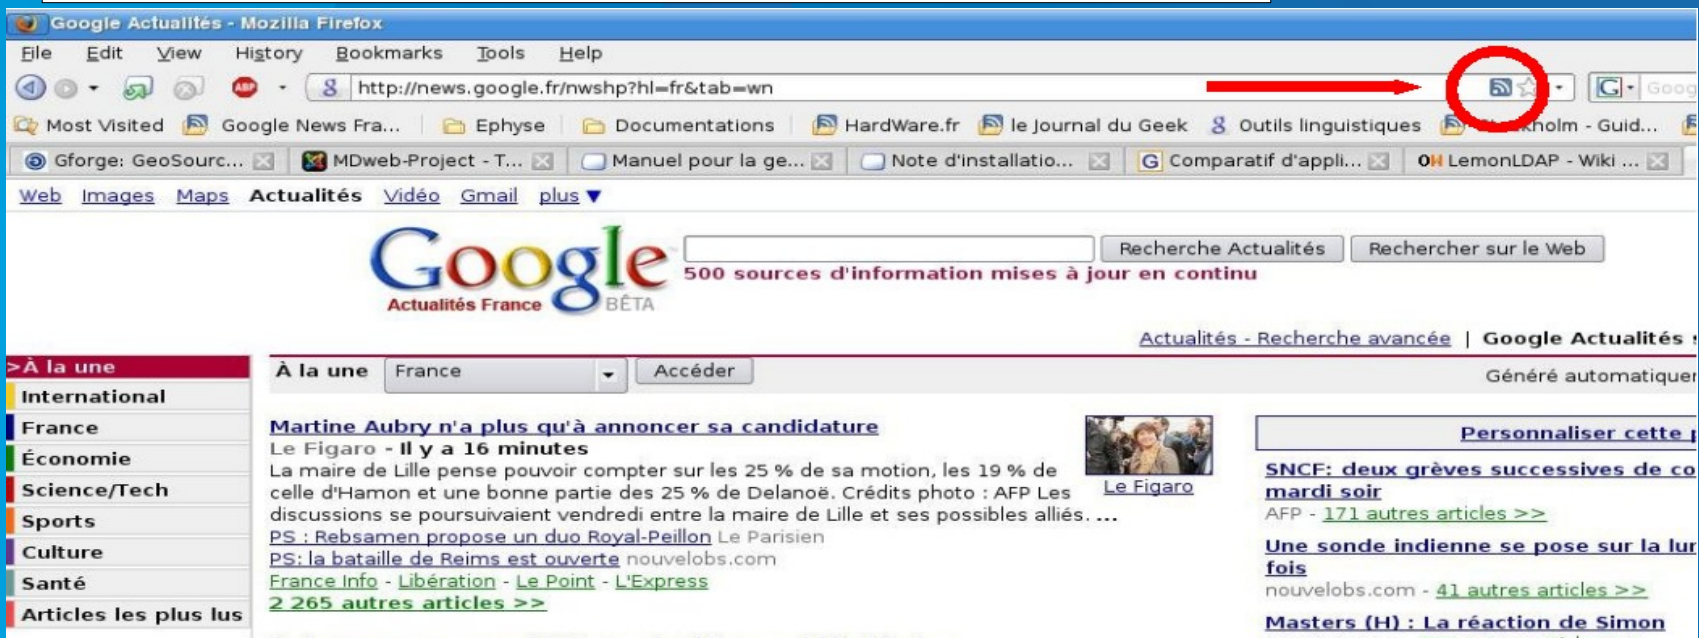 Google Actualités - Mozilla Firefox
File Edit View History Bookmarks Tools Help
ABP 8 http://news.google.fr/nwshp?hl=fr&tab=wn G Goog
Most Visited Google News Fra... Ephyse Documentations HardWare.fr le Journal du Geek 8 Outils linguistiques Stockholm - Guid...
Gforge: GeoSourc... MDweb-Project - T... Manuel pour la ge... Note d'installatio... G Comparatif d'appli... OW LemonLDAP - Wiki ...
Web Images Maps Actualités Vidéo Gmail plus ▼
Google
Actualités France BÊTA
Recherche Actualités Rechercher sur le Web
500 sources d'information mises à jour en continu
Actualités - Recherche avancée | Google Actualités
>À la une
International
France
Économie
Science/Tech
Sports
Culture
Santé
Articles les plus lus
À la une France Accéder
Généré automatiquer
Martine Aubry n'a plus qu'à annoncer sa candidature
Le Figaro - Il y a 16 minutes
La maire de Lille pense pouvoir compter sur les 25 % de sa motion, les 19 % de
celle d'Hamon et une bonne partie des 25 % de Delanoë. Crédits photo : AFP Les
discussions se poursuivaient vendredi entre la maire de Lille et ses possibles alliés. ...
PS : Rebsamen propose un duo Royal-Peillon Le Parisien
PS: la bataille de Reims est ouverte nouvelobs.com
France Info - Libération - Le Point - L'Express
2 265 autres articles >>
Le Figaro
Personnaliser cette
SNCF: deux grèves successives de co
mardi soir
AFP - 171 autres articles >>
Une sonde indienne se pose sur la lur
fois
nouvelobs.com - 41 autres articles >>
Masters (H) : La réaction de Simon